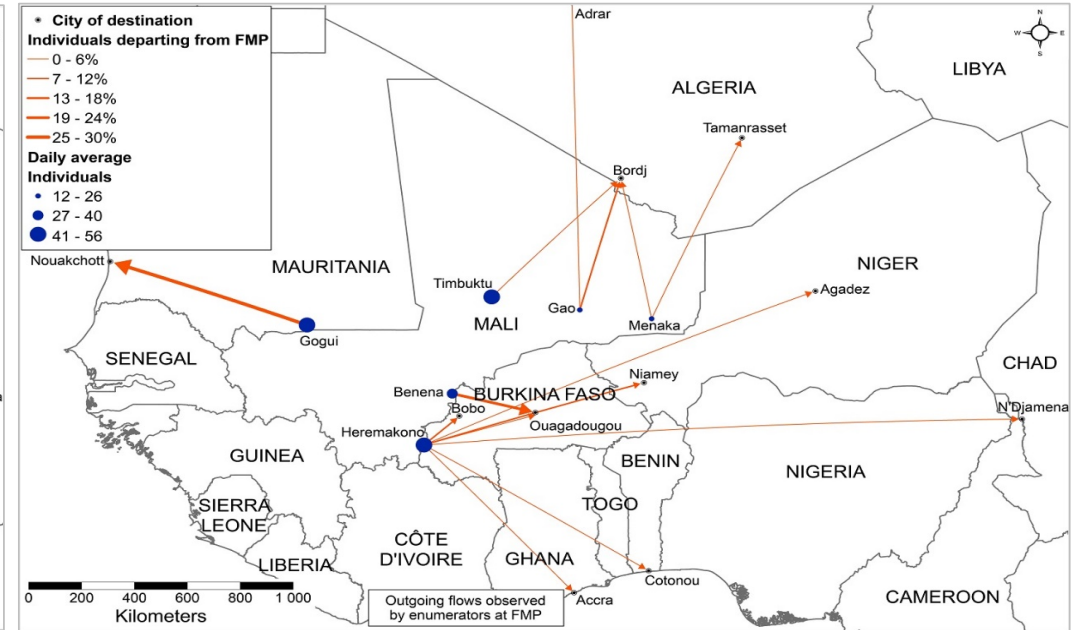 City of destination
Individuals departing from FMP
0 - 6%
7 - 12%
13 - 18%
19 - 24%
25 - 30%
Daily average
Individuals
12 - 26
27 - 40
41 - 56
Adrar
N
W
E
S
LIBYA
ALGERIA
Tamanrasset
Bordj
Nouakchott
MAURITANIA
NIGER
Timbuktu
Agadez
Gao
MALI
Menaka
Gogui
SENEGAL
CHAD
Niamey
Benena
BURKINA FASO
Bobo
N'Djamena
Ouagadougou
Heremakono
GUINEA
BENIN
NIGERIA
SIERRA
LEONE
TOGO
CÔTE
D'IVOIRE
GHANA
LIBERIA
Cotonou
0 200 400 600 800 1 000
Kilometers
Outgoing flows observed
by enumerators at FMP
Accra
CAMEROON